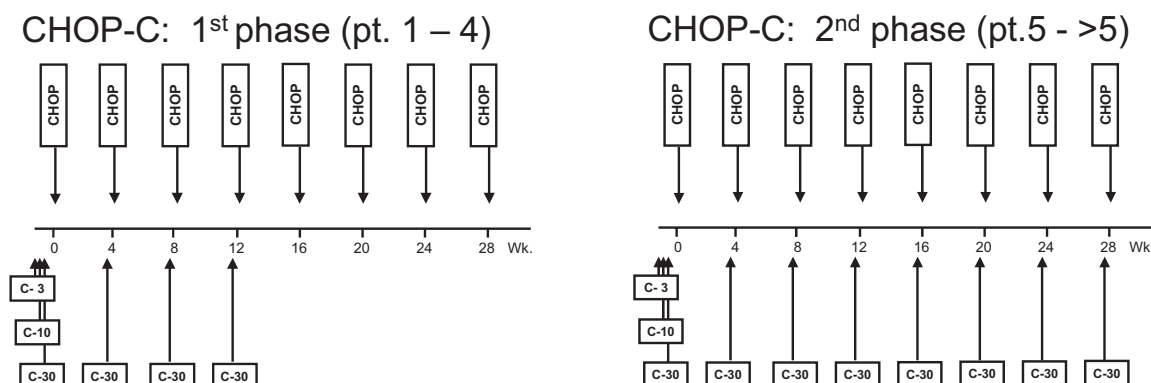 CHOP-C: 1st phase (pt. 1 – 4)
CHOP CHOP CHOP CHOP CHOP CHOP CHOP CHOP
0 4 8 12 16 20 24 28 Wk.
C- 3
C-10
C-30 C-30 C-30 C-30
CHOP-C: 2nd phase (pt.5 - >5)
CHOP CHOP CHOP CHOP CHOP CHOP CHOP CHOP
0 4 8 12 16 20 24 28 Wk.
C- 3
C-10
C-30 C-30 C-30 C-30 C-30 C-30 C-30 C-30